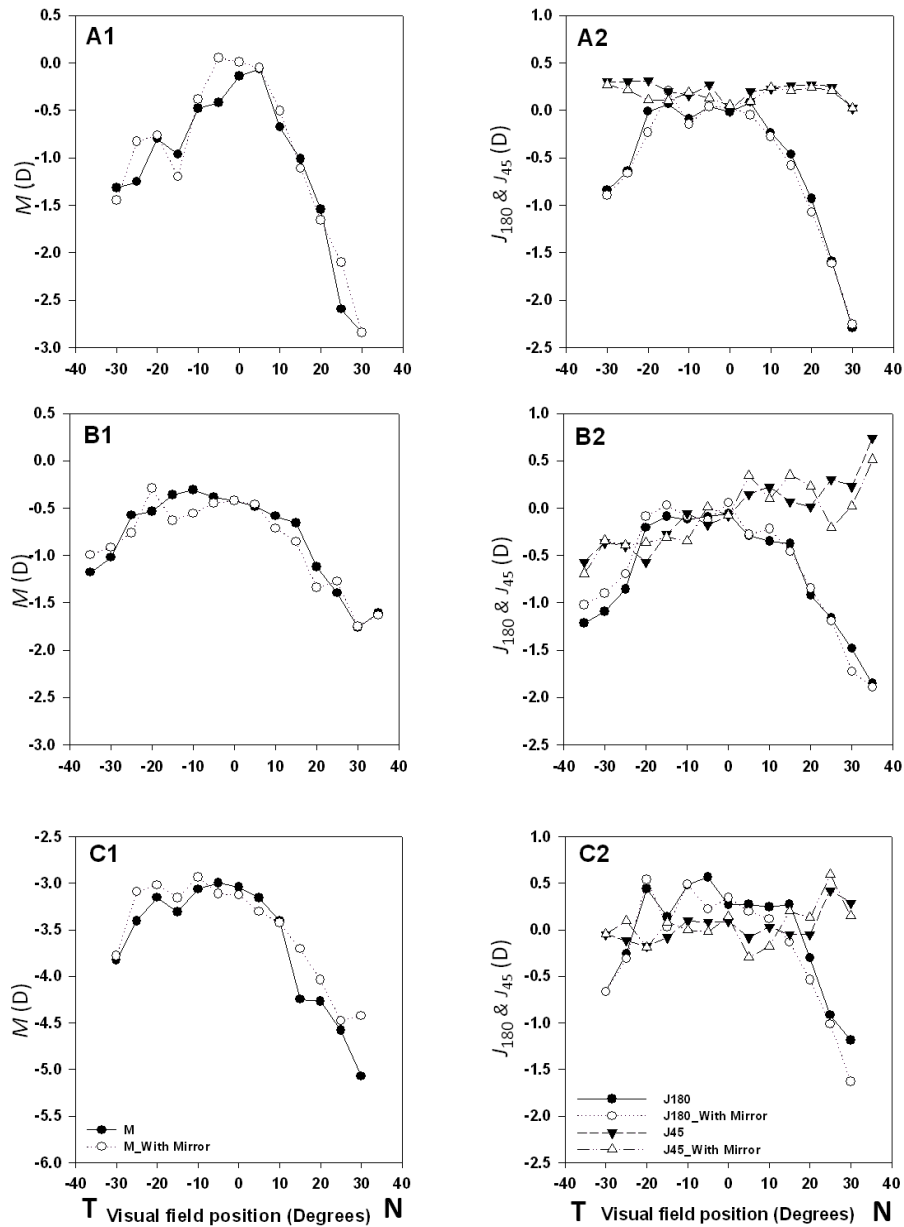 A1
A2
0.5
0.0
-0.5
-1.0
-1.5
-2.0
-2.5
-3.0
M (D)
-40 -30 -20 -10 0 10 20 30 40
1.0
0.5
0.0
-0.5
-1.0
-1.5
-2.0
-2.5
J180 & J45 (D)
-40 -30 -20 -10 0 10 20 30 40
B1
B2
0.5
0.0
-0.5
-1.0
-1.5
-2.0
-2.5
-3.0
M (D)
-40 -30 -20 -10 0 10 20 30 40
1.0
0.5
0.0
-0.5
-1.0
-1.5
-2.0
-2.5
J180 & J45 (D)
-40 -30 -20 -10 0 10 20 30 40
C1
C2
-2.5
-3.0
-3.5
-4.0
-4.5
-5.0
-5.5
-6.0
M (D)
M
M_With Mirror
-40 -30 -20 -10 0 10 20 30 40
T Visual field position (Degrees) N
1.0
0.5
0.0
-0.5
-1.0
-1.5
-2.0
-2.5
J180 & J45 (D)
J180
J180_With Mirror
J45
J45_With Mirror
-40 -30 -20 -10 0 10 20 30 40
T Visual field position (Degrees) N